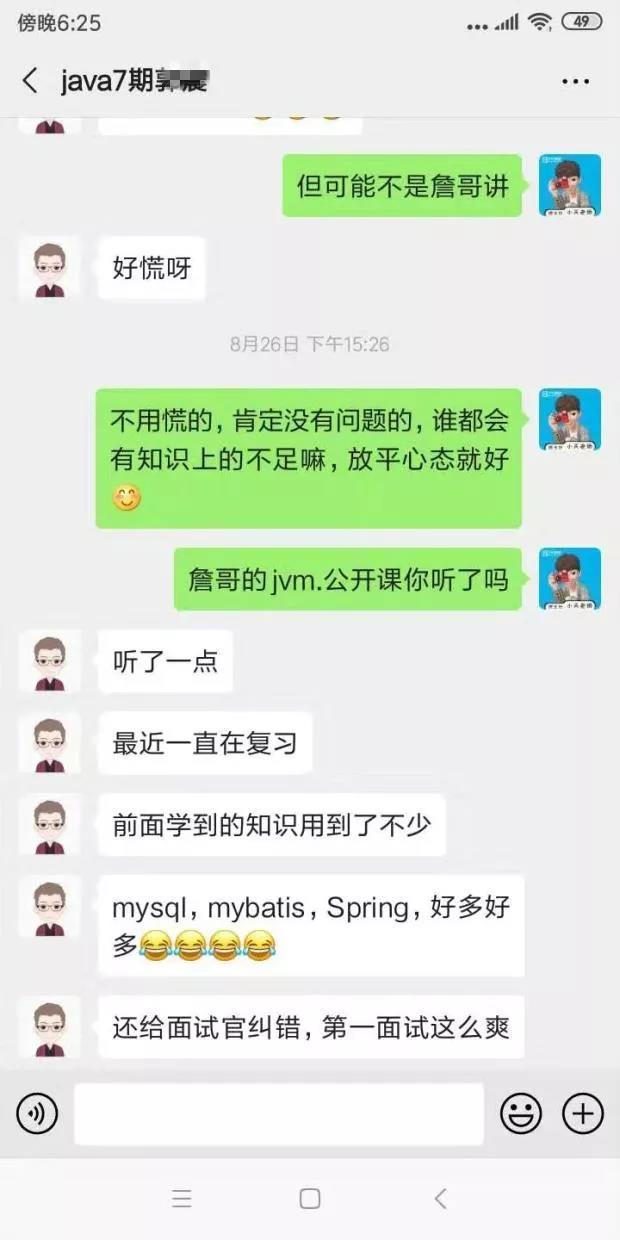 傍晚6:25
49
java7期
但可能不是詹哥讲
好慌呀
8月26日 下午15:26
不用慌的，肯定没有问题的，谁都会
有知识上的不足嘛，放平心态就好
😊
詹哥的jvm.公开课你听了吗
听了一点
最近一直在复习
前面学到的知识用到了不少
mysql，mybatis，Spring，好多好
多😂😂😂😂
还给面试官纠错，第一面试这么爽